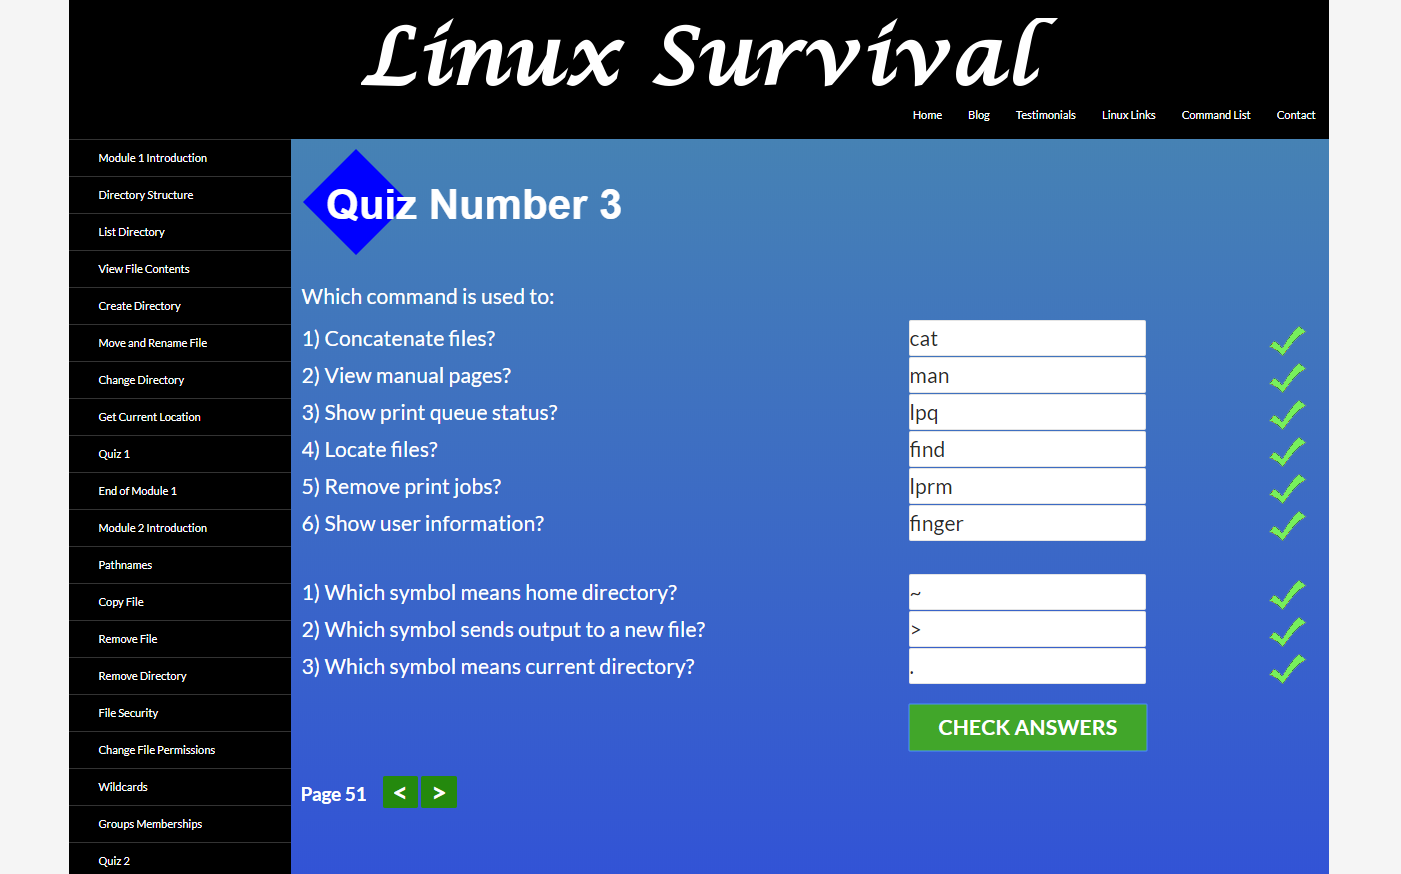 Linux Survival
Home Blog Testimonials Linux Links Command List Contact
Module 1 Introduction
Directory Structure
List Directory
View File Contents
Create Directory
Move and Rename File
Change Directory
Get Current Location
Quiz 1
End of Module 1
Module 2 Introduction
Pathnames
Copy File
Remove File
Remove Directory
File Security
Change File Permissions
Wildcards
Groups Memberships
Quiz 2
Quiz Number 3
Which command is used to:
1) Concatenate files? cat
2) View manual pages? man
3) Show print queue status? lpq
4) Locate files? find
5) Remove print jobs? lprm
6) Show user information? finger
1) Which symbol means home directory? ~
2) Which symbol sends output to a new file? >
3) Which symbol means current directory? .
CHECK ANSWERS
Page 51 < >